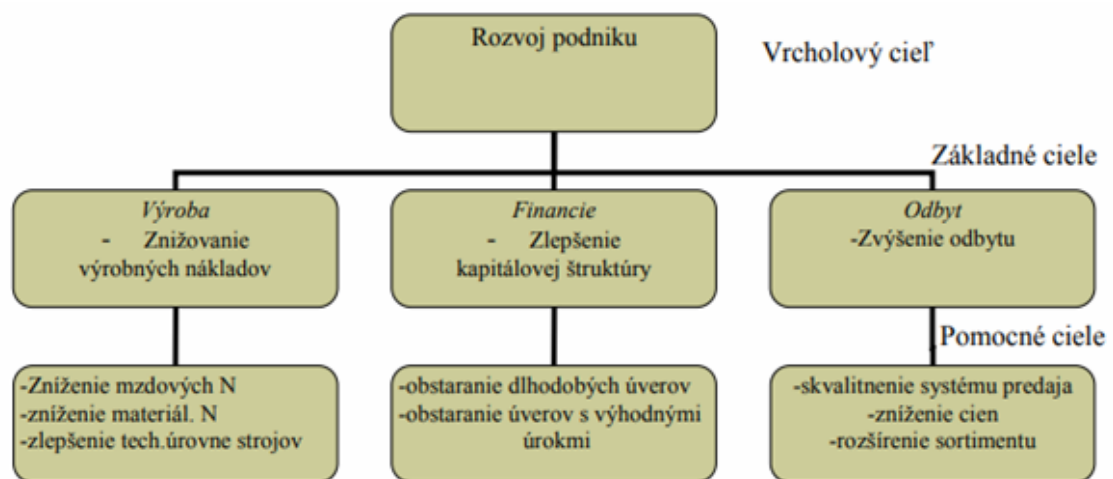 Rozvoj podniku
Vrcholový cieľ
Základné ciele
Výroba
- Znižovanie
výrobných nákladov
Financie
- Zlepšenie
kapitálovej štruktúry
Odbyt
-Zvýšenie odbytu
Pomocné ciele
-Zníženie mzdových N
-zníženie materiál. N
-zlepšenie tech.úrovne strojov
-obstaranie dlhodobých úverov
-obstaranie úverov s výhodnými
úrokmi
-skvalitnenie systému predaja
-zníženie cien
-rozšírenie sortimentu